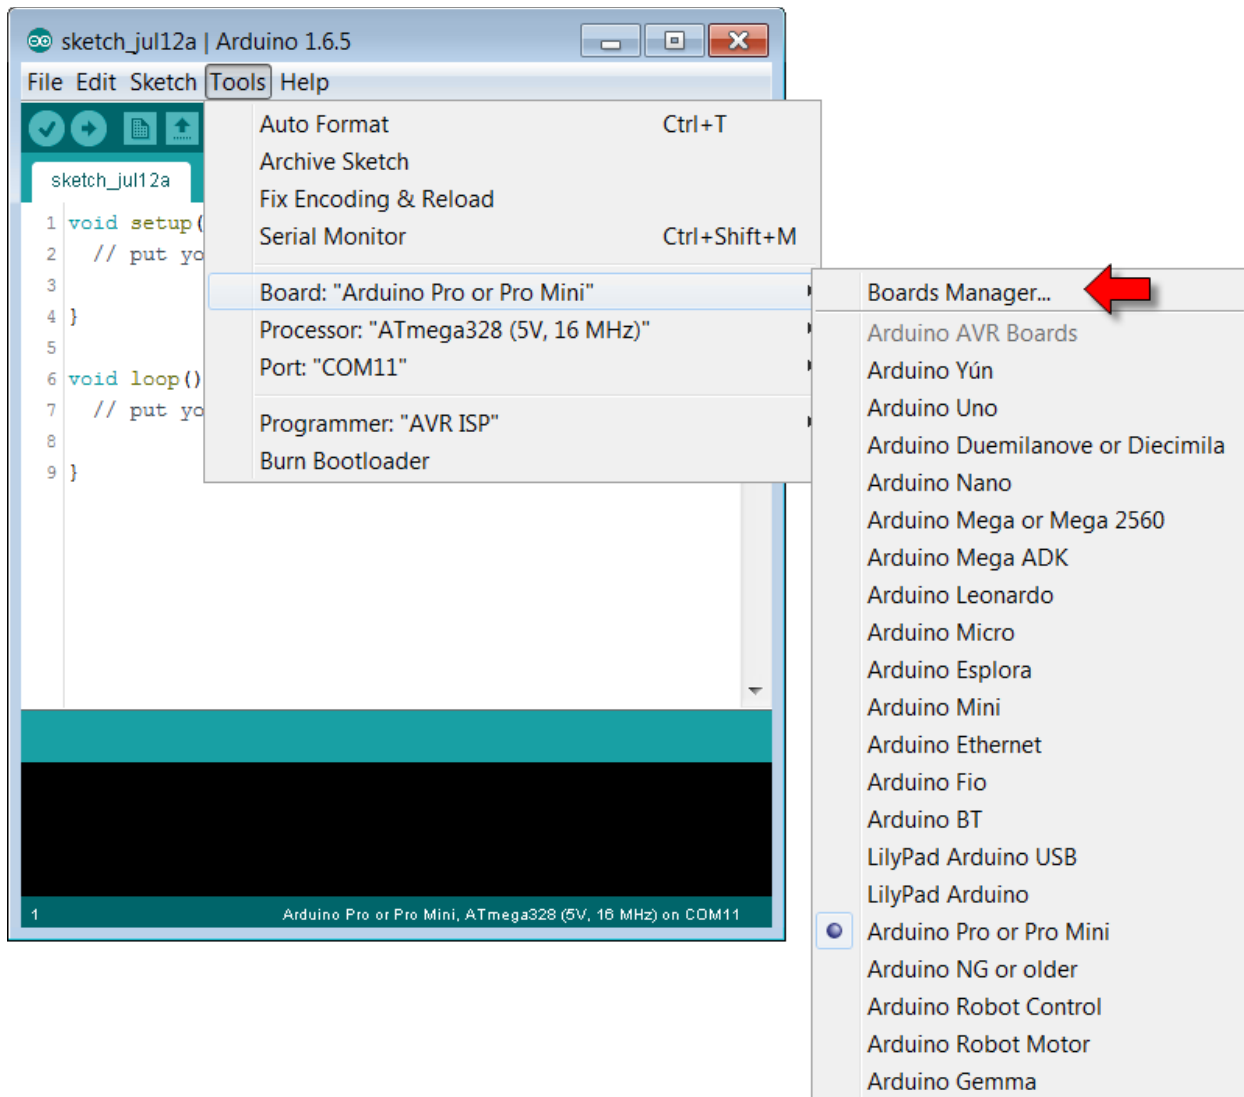 sketch_jul12a | Arduino 1.6.5
File Edit Sketch Tools Help
Auto Format Ctrl+T
Archive Sketch
Fix Encoding & Reload
Serial Monitor Ctrl+Shift+M
Board: "Arduino Pro or Pro Mini"
Processor: "ATmega328 (5V, 16 MHz)"
Port: "COM11"
Programmer: "AVR ISP"
Burn Bootloader
sketch_jul12a
1 void setup(
2 // put yo
3
4 }
5
6 void loop()
7 // put yo
8
9 }
1 Arduino Pro or Pro Mini, ATmega328 (5V, 16 MHz) on COM11
Boards Manager...
Arduino AVR Boards
Arduino Yún
Arduino Uno
Arduino Duemilanove or Diecimila
Arduino Nano
Arduino Mega or Mega 2560
Arduino Mega ADK
Arduino Leonardo
Arduino Micro
Arduino Esplora
Arduino Mini
Arduino Ethernet
Arduino Fio
Arduino BT
LilyPad Arduino USB
LilyPad Arduino
Arduino Pro or Pro Mini
Arduino NG or older
Arduino Robot Control
Arduino Robot Motor
Arduino Gemma